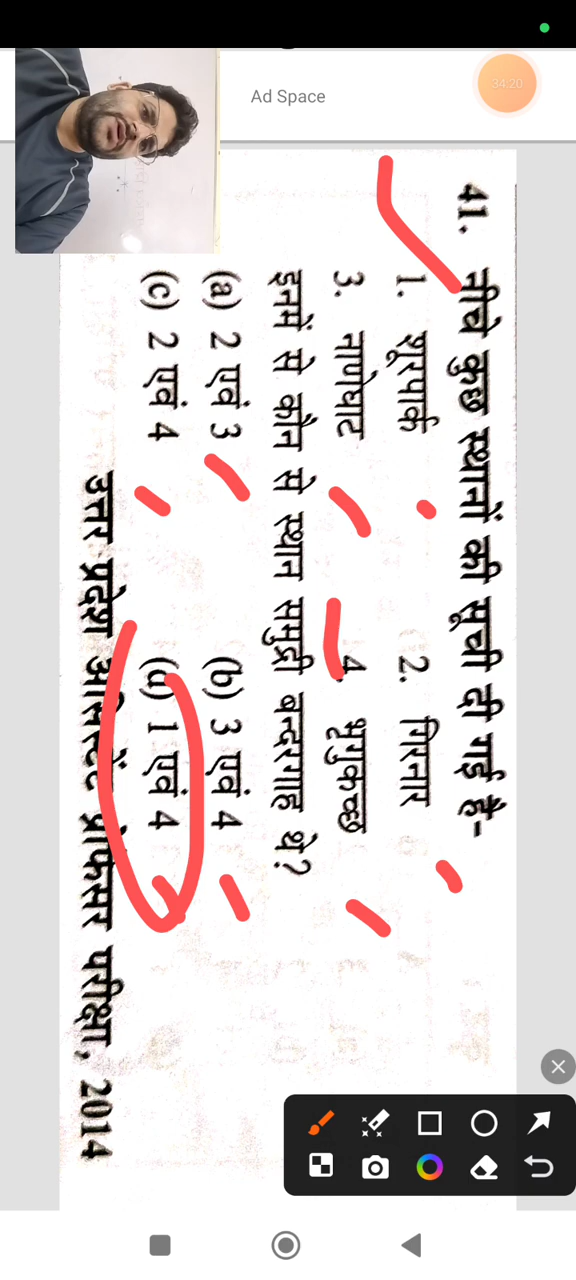 34:20
Ad Space
41. नीचे कुछ स्थानों की सूची दी गई है-
1. शूरपार्क 2. गिरनार
3. नाणेघाट 4. भृगुकच्छ
इनमें से कौन से स्थान समुद्री बन्दरगाह थे?
(a) 2 एवं 3 (b) 3 एवं 4
(c) 2 एवं 4 (d) 1 एवं 4
उत्तर प्रदेश असिस्टेंट प्रोफेसर परीक्षा, 2014